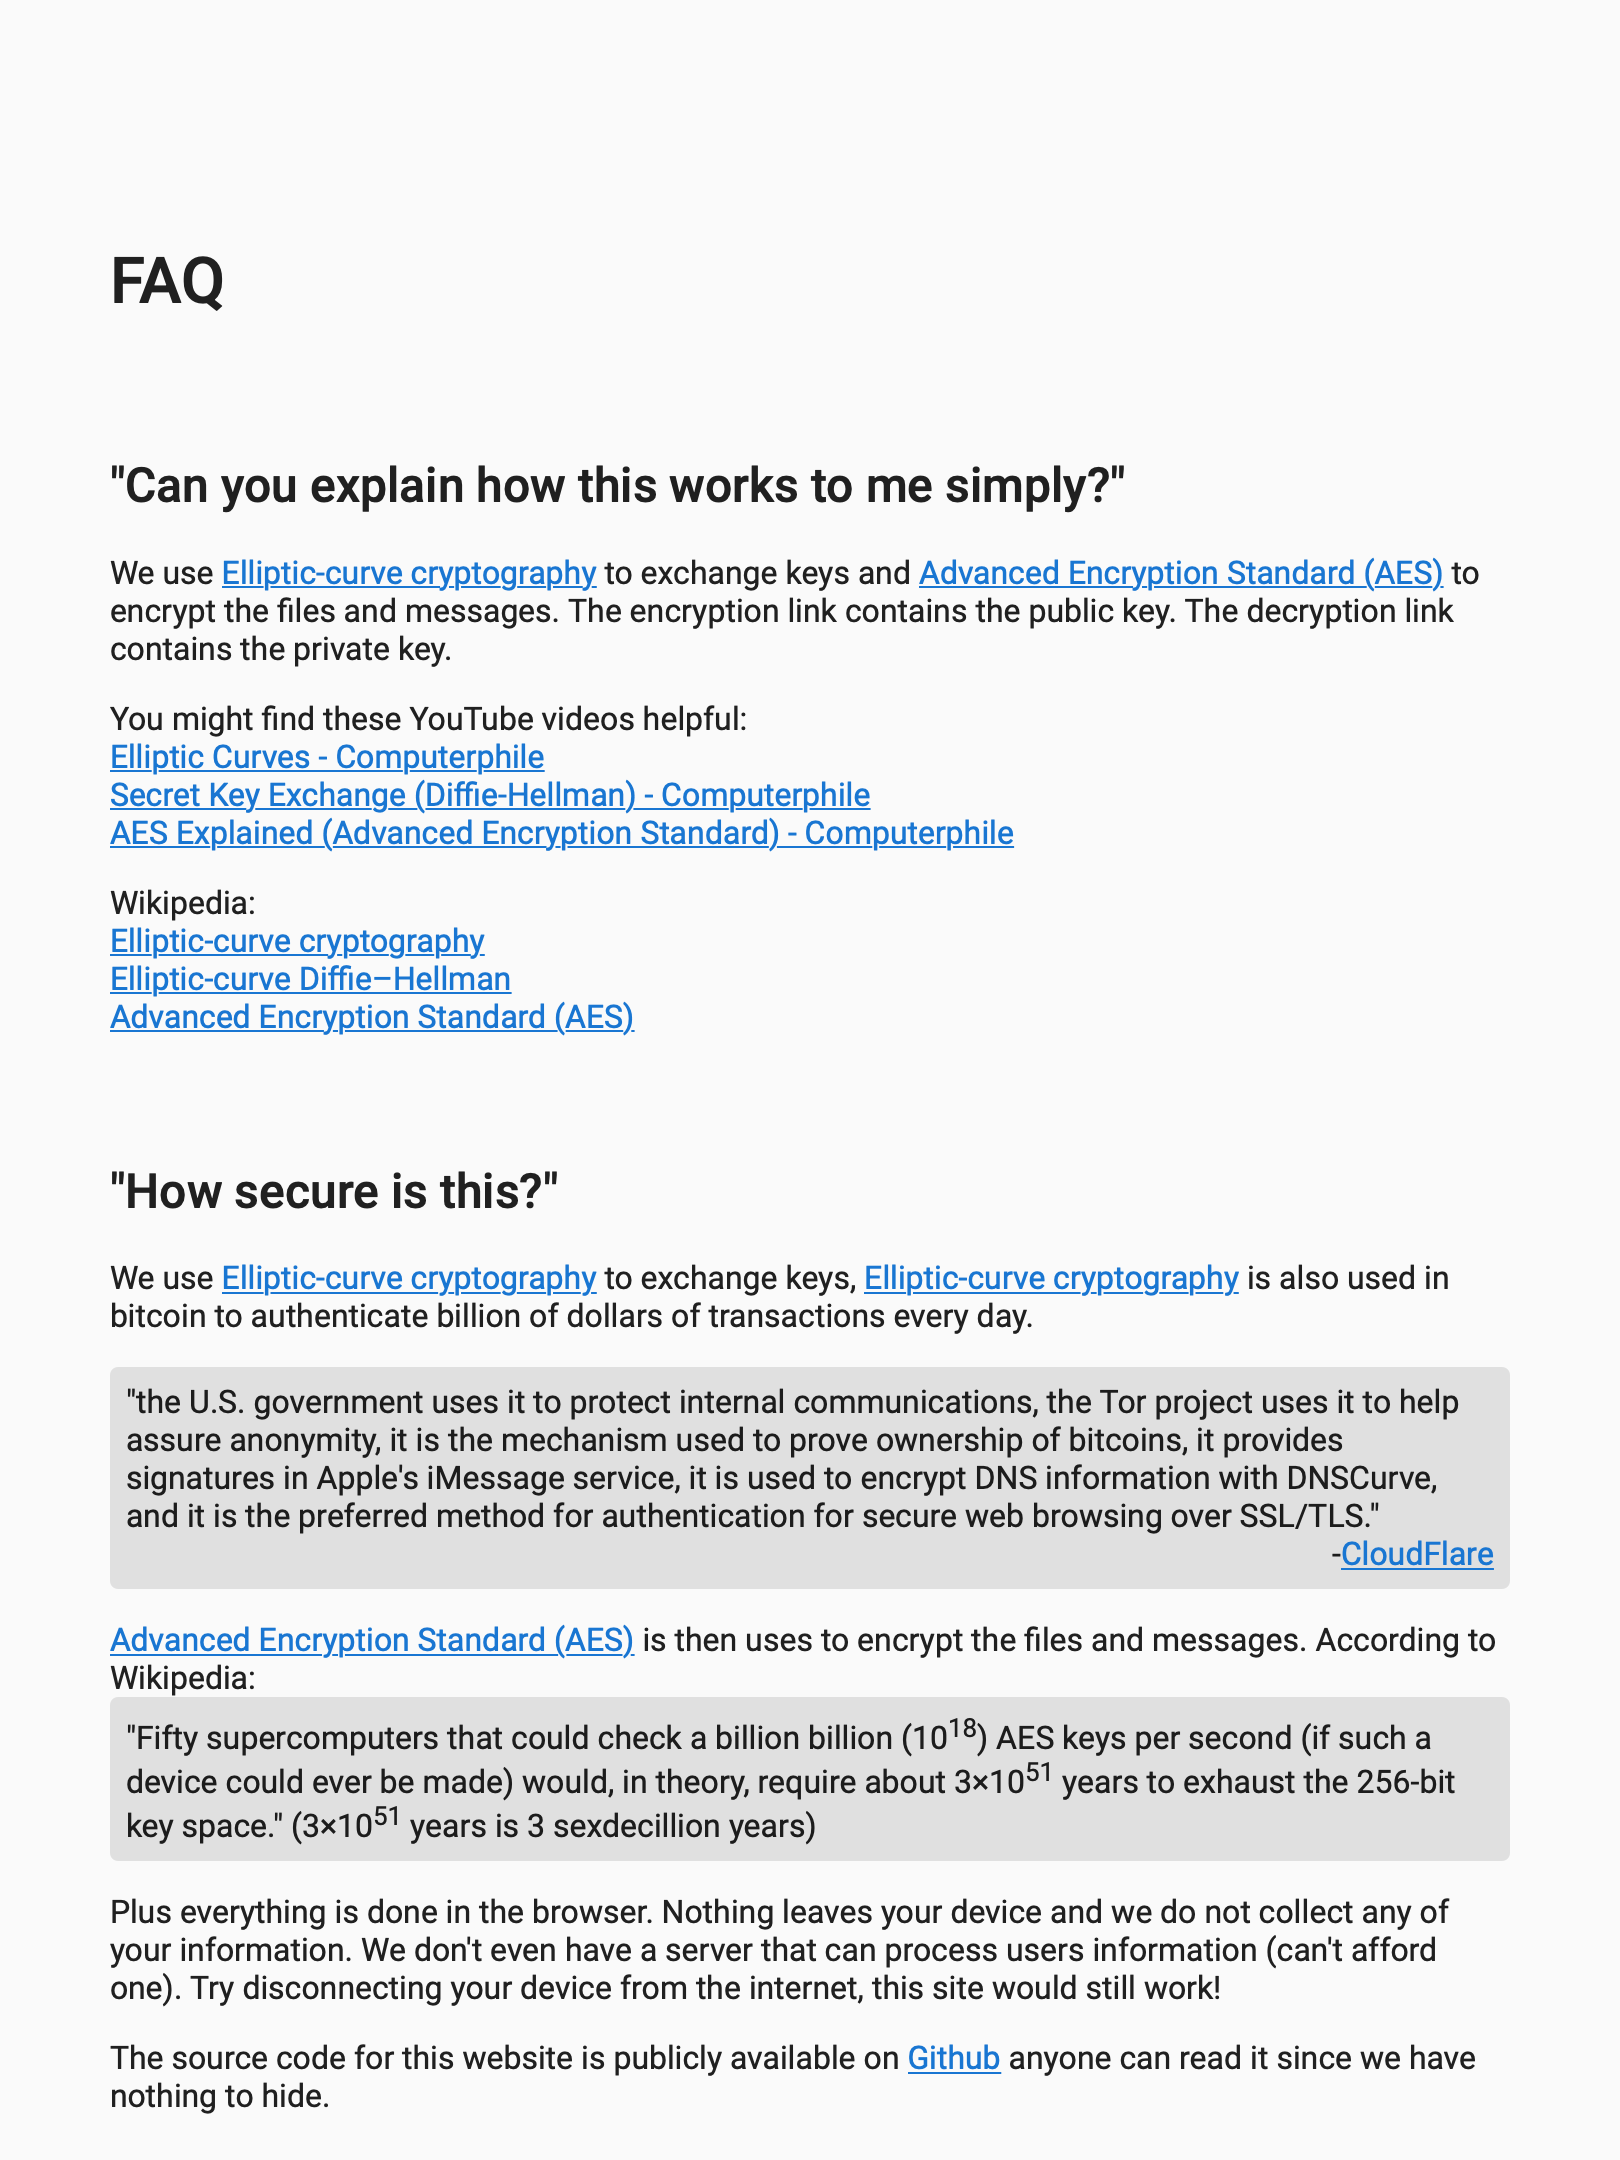 FAQ
"Can you explain how this works to me simply?"
We use Elliptic-curve cryptography to exchange keys and Advanced Encryption Standard (AES) to
encrypt the files and messages. The encryption link contains the public key. The decryption link
contains the private key.
You might find these YouTube videos helpful:
Elliptic Curves - Computerphile
Secret Key Exchange (Diffie-Hellman) - Computerphile
AES Explained (Advanced Encryption Standard) - Computerphile
Wikipedia:
Elliptic-curve cryptography
Elliptic-curve Diffie–Hellman
Advanced Encryption Standard (AES)
"How secure is this?"
We use Elliptic-curve cryptography to exchange keys, Elliptic-curve cryptography is also used in
bitcoin to authenticate billion of dollars of transactions every day.
"the U.S. government uses it to protect internal communications, the Tor project uses it to help
assure anonymity, it is the mechanism used to prove ownership of bitcoins, it provides
signatures in Apple's iMessage service, it is used to encrypt DNS information with DNSCurve,
and it is the preferred method for authentication for secure web browsing over SSL/TLS."
-CloudFlare
Advanced Encryption Standard (AES) is then uses to encrypt the files and messages. According to
Wikipedia:
"Fifty supercomputers that could check a billion billion (10¹⁸) AES keys per second (if such a
device could ever be made) would, in theory, require about 3×10⁵¹ years to exhaust the 256-bit
key space." (3×10⁵¹ years is 3 sexdecillion years)
Plus everything is done in the browser. Nothing leaves your device and we do not collect any of
your information. We don't even have a server that can process users information (can't afford
one). Try disconnecting your device from the internet, this site would still work!
The source code for this website is publicly available on Github anyone can read it since we have
nothing to hide.